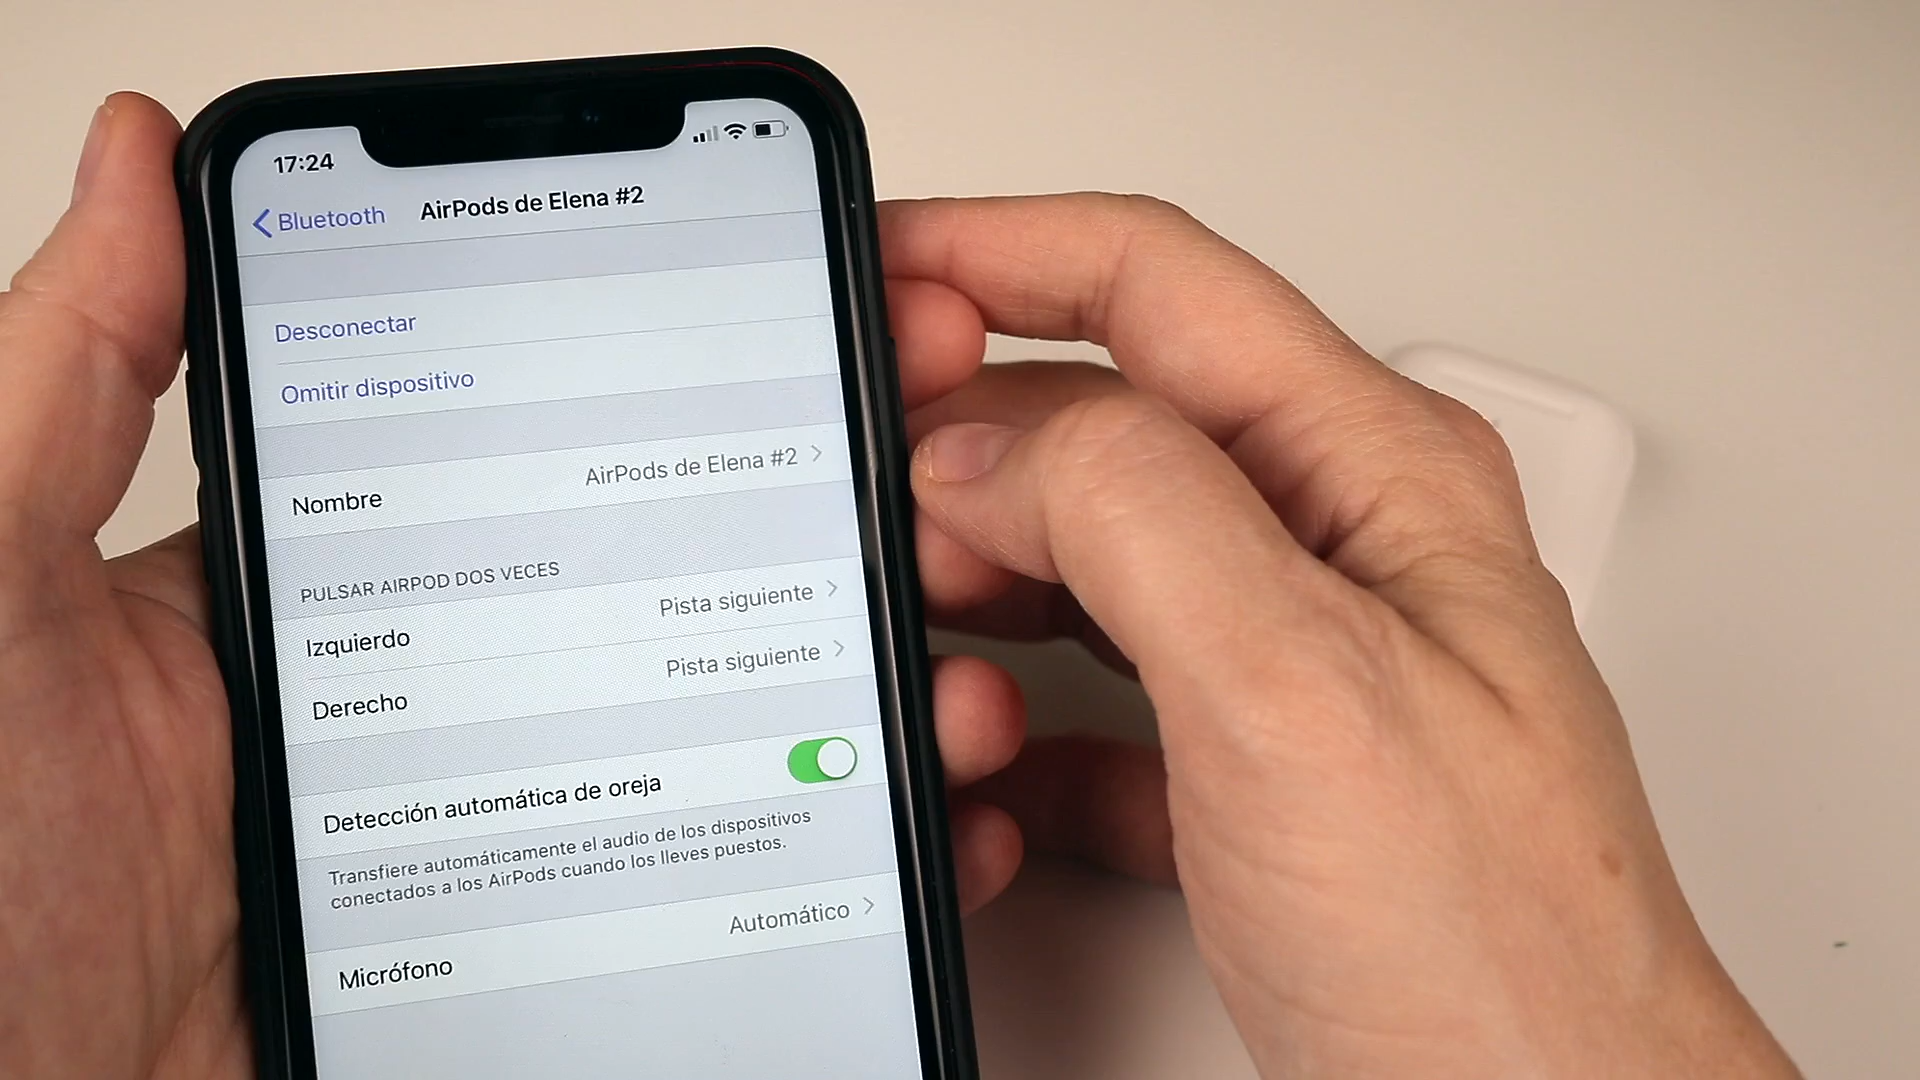 17:24
Bluetooth
AirPods de Elena #2
Desconectar
Omitir dispositivo
Nombre AirPods de Elena #2
PULSAR AIRPOD DOS VECES
Izquierdo Pista siguiente
Derecho Pista siguiente
Detección automática de oreja
Transfiere automáticamente el audio de los dispositivos
conectados a los AirPods cuando los lleves puestos.
Micrófono Automático